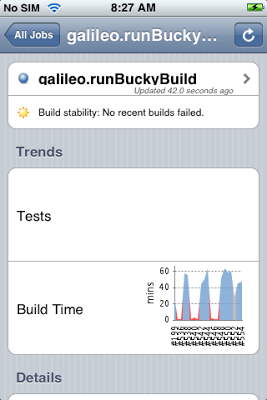 No SIM 8:27 AM
All Jobs galileo.runBucky...
galileo.runBuckyBuild
Updated 42.0 seconds ago
Build stability: No recent builds failed.
Trends
Tests
Build Time
mins
60
40
20
0
Details